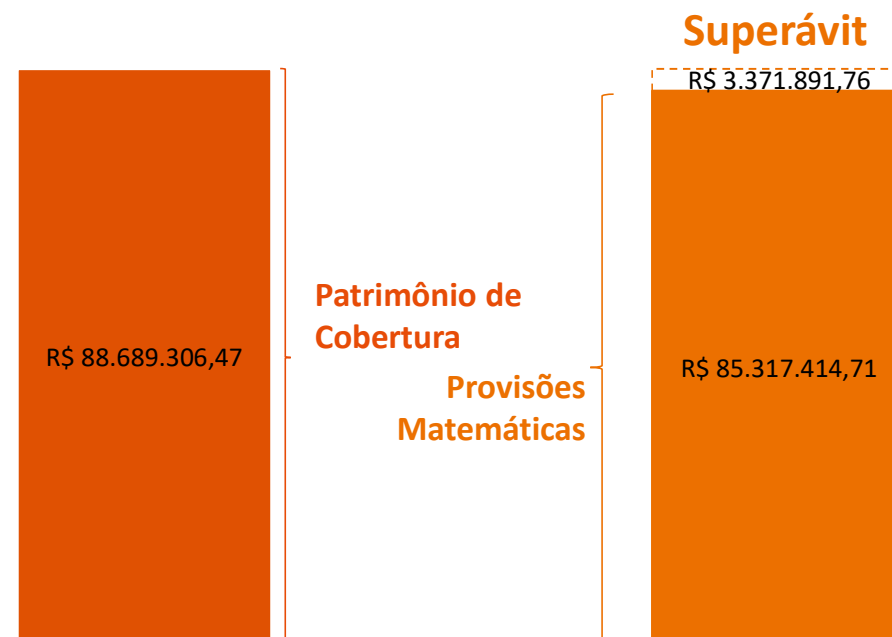 Superávit
R$ 3.371.891,76
Patrimônio de
Cobertura
R$ 88.689.306,47
Provisões
Matemáticas
R$ 85.317.414,71